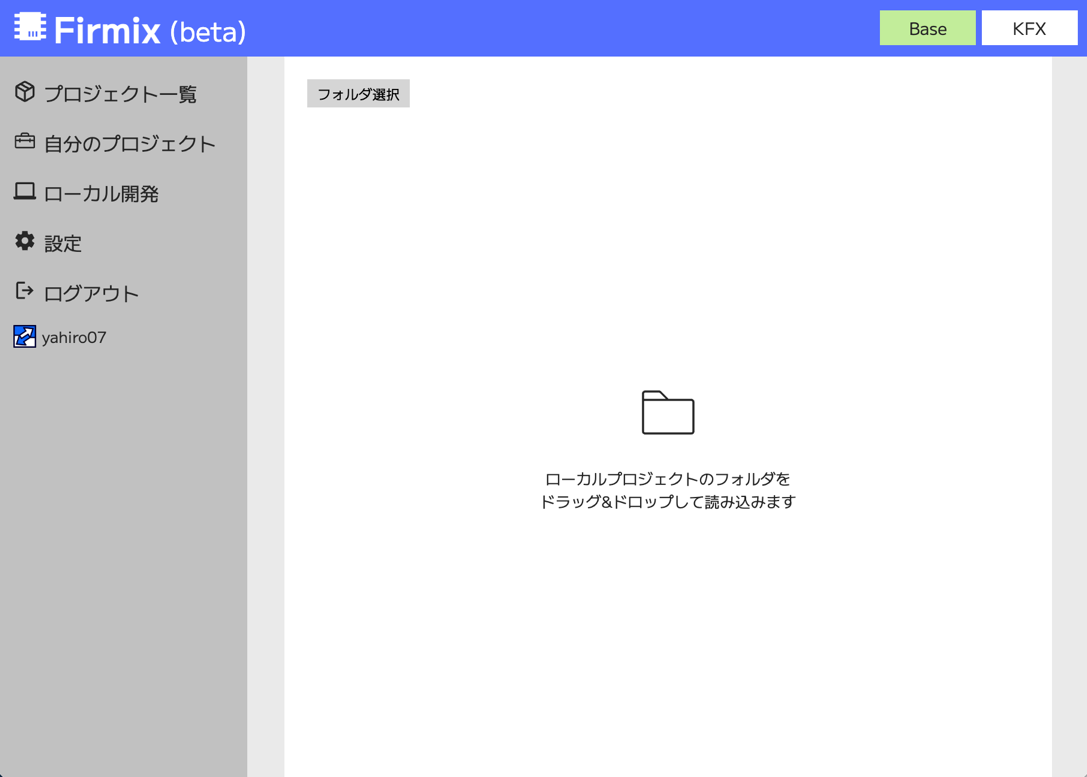 Firmix (beta)
Base
KFX
プロジェクト一覧
自分のプロジェクト
ローカル開発
設定
ログアウト
yahiro07
フォルダ選択
ローカルプロジェクトのフォルダを
ドラッグ&ドロップして読み込みます